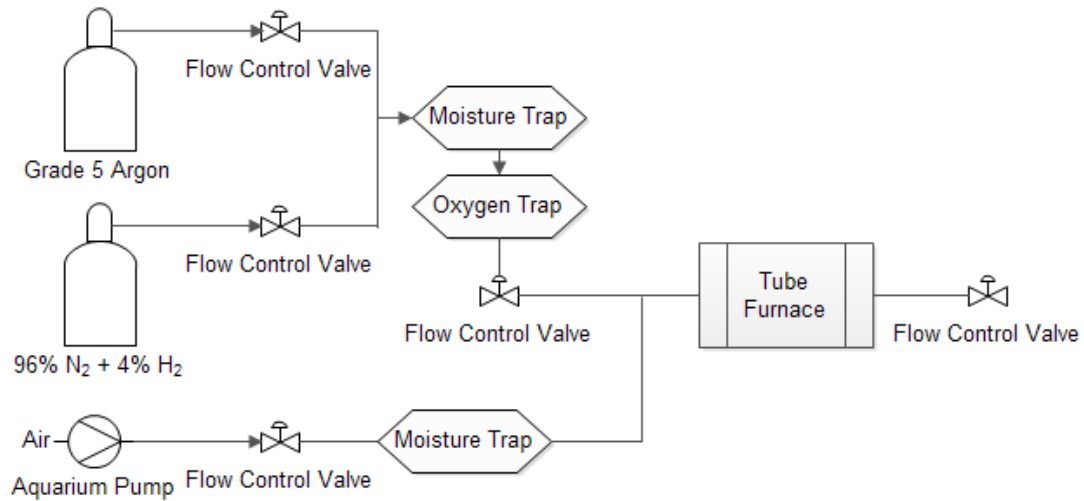 Flow Control Valve
Grade 5 Argon
Moisture Trap
Oxygen Trap
Flow Control Valve
96% N₂ + 4% H₂
Flow Control Valve
Tube
Furnace
Flow Control Valve
Air
Aquarium Pump
Flow Control Valve
Moisture Trap